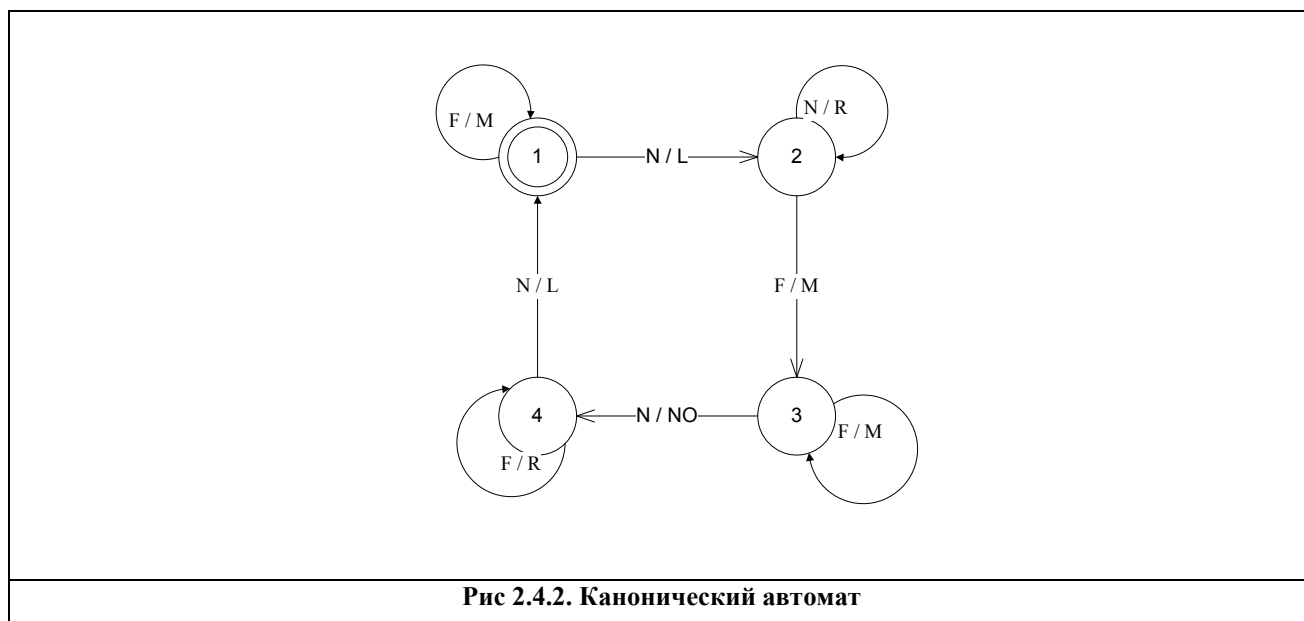 F / M
N / R
1
N / L
2
N / L
F / M
4
N / NO
3
F / M
F / R
Рис 2.4.2. Канонический автомат